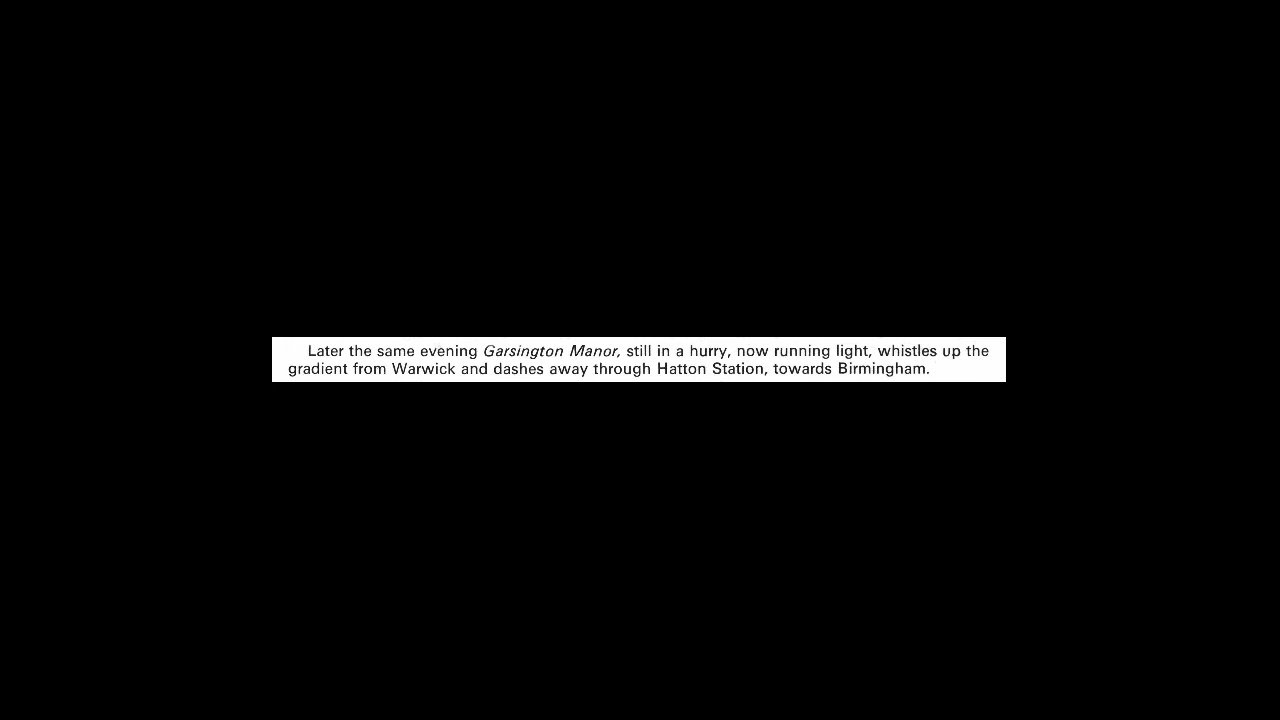 Later the same evening Garsington Manor, still in a hurry, now running light, whistles up the
gradient from Warwick and dashes away through Hatton Station, towards Birmingham.